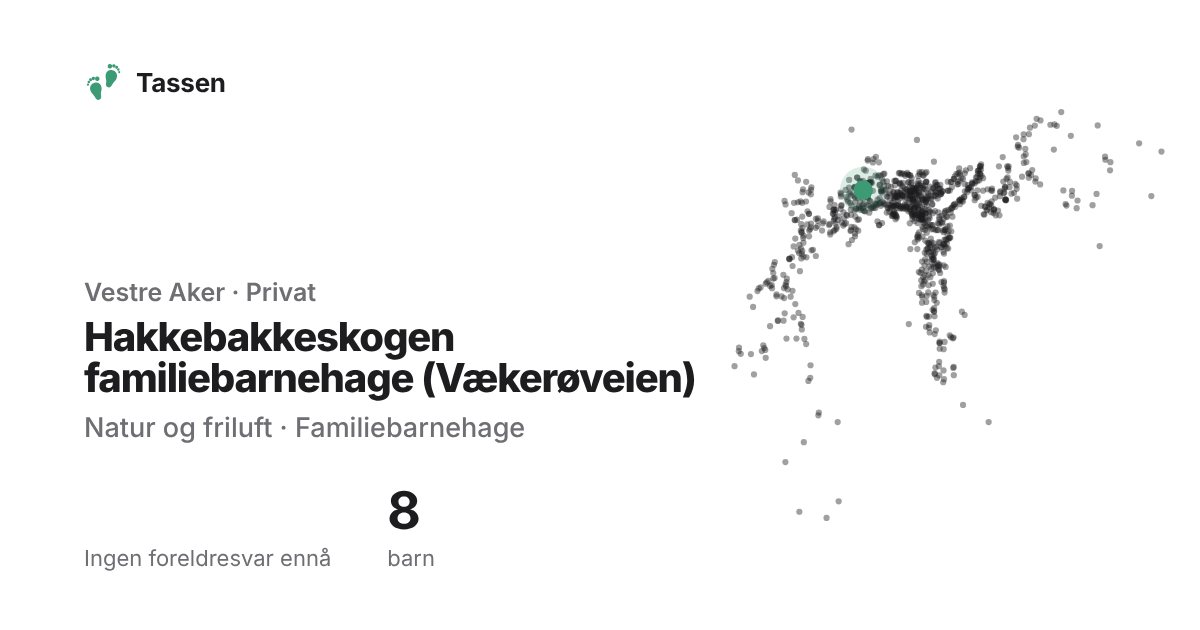 Tassen
Vestre Aker · Privat
Hakkebakkeskogen
familiebarnehage (Vækerøveien)
Natur og friluft · Familiebarnehage
8
Ingen foreldresvar ennå
barn